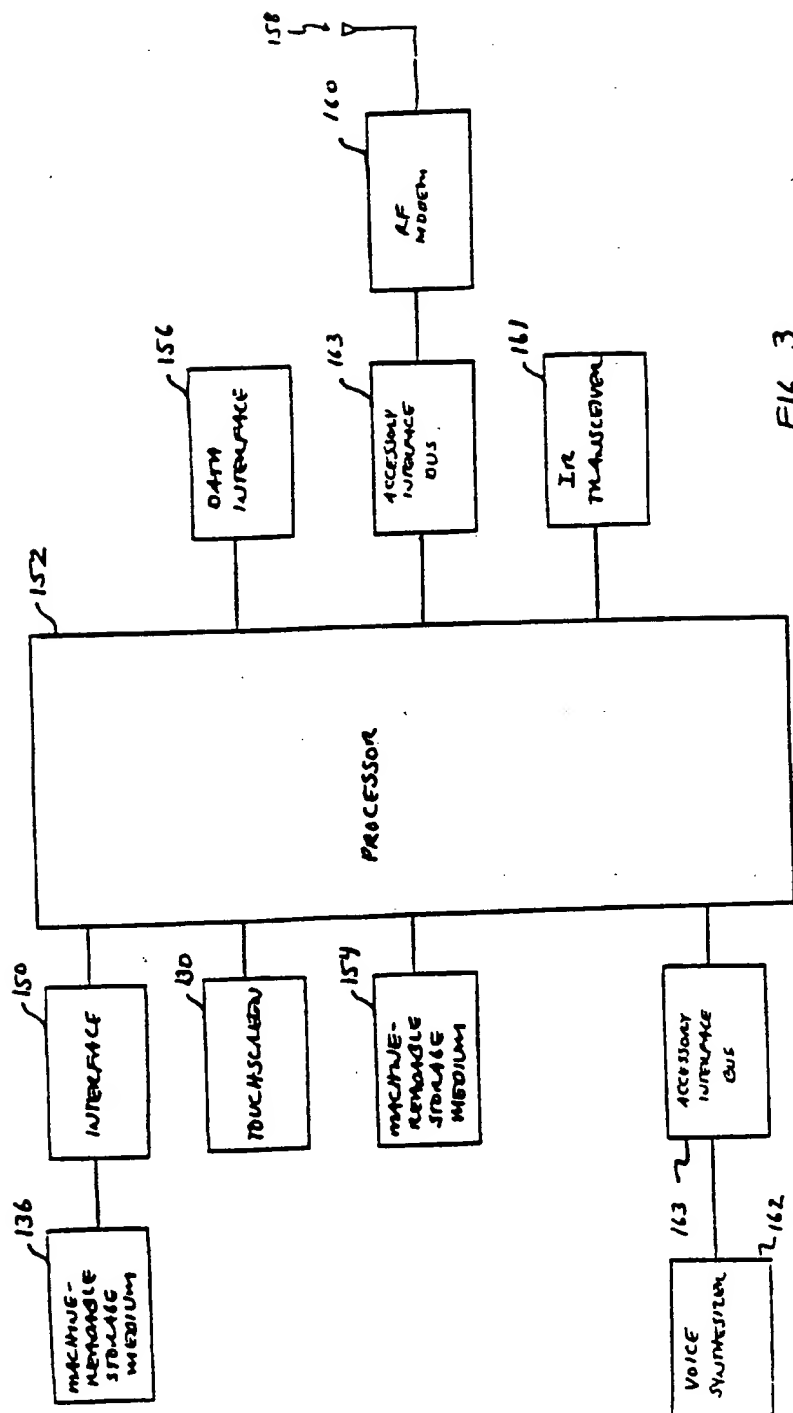 136
MACHINE-
READABLE
STORAGE
MEDIUM
150
INTERFACE
130
TOUCHSCREEN
154
MACHINE-
READABLE
STORAGE
MEDIUM
163
ACCESSORY
INTERFACE
BUS
162
VOICE
SYNTHESIZER
152
PROCESSOR
156
DATA
INTERFACE
163
ACCESSORY
INTERFACE
BUS
161
IR
TRANSCEIVER
160
RF
MODEM
158
FIG. 3